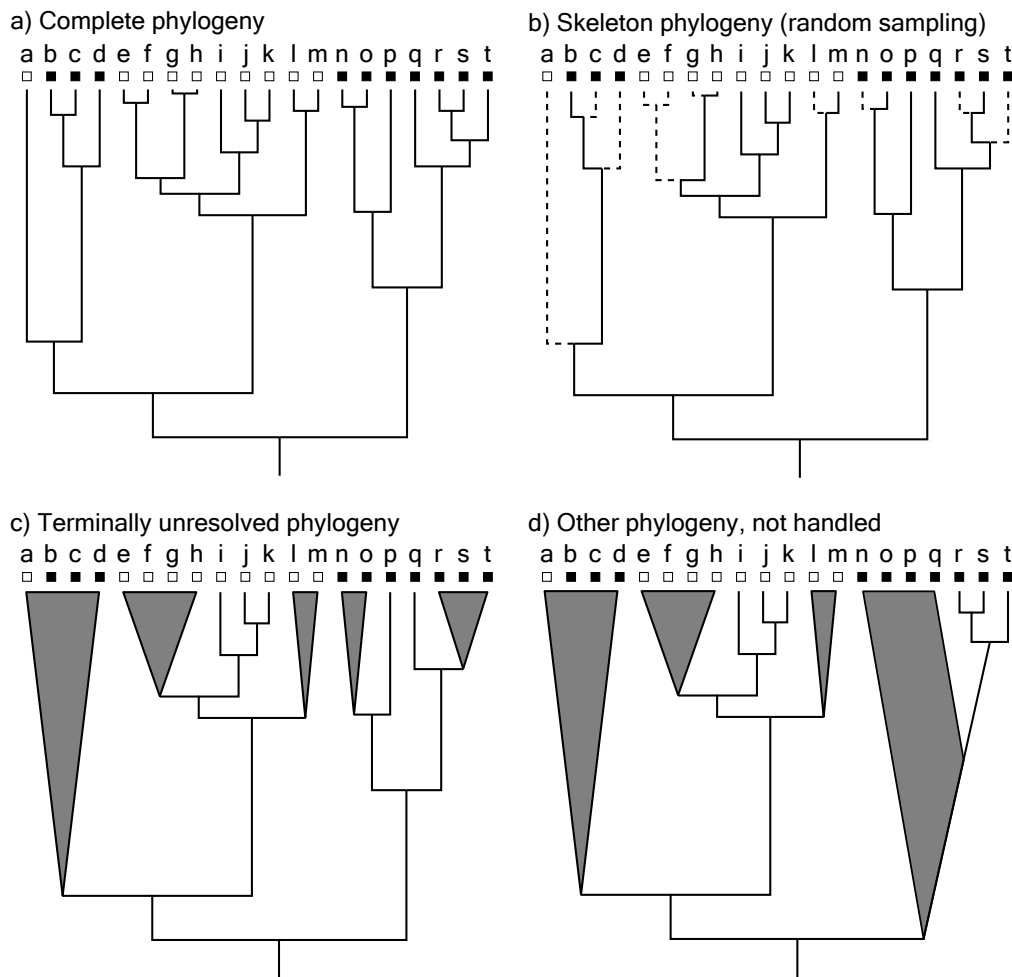 a) Complete phylogeny
a b c d e f g h i j k l m n o p q r s t
b) Skeleton phylogeny (random sampling)
a b c d e f g h i j k l m n o p q r s t
c) Terminally unresolved phylogeny
a b c d e f g h i j k l m n o p q r s t
d) Other phylogeny, not handled
a b c d e f g h i j k l m n o p q r s t